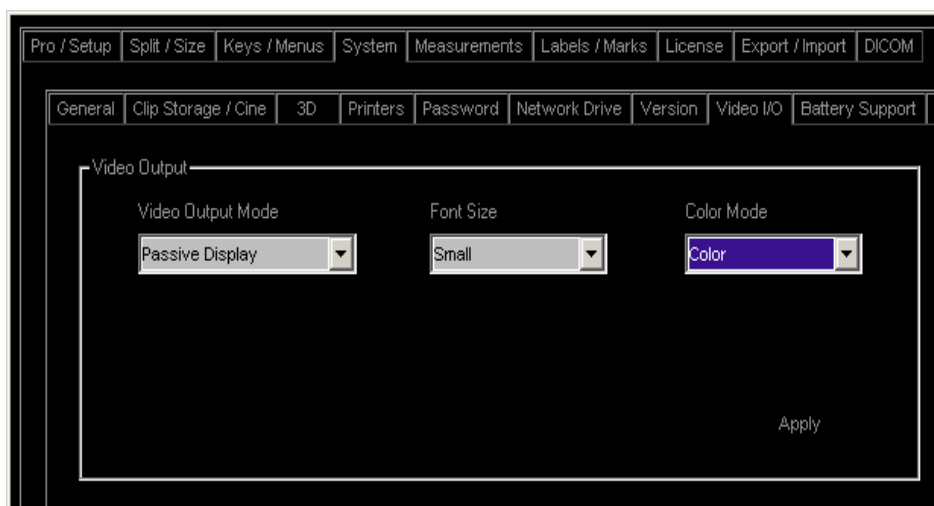 Pro / Setup Split / Size Keys / Menus System Measurements Labels / Marks License Export / Import DICOM
General Clip Storage / Cine 3D Printers Password Network Drive Version Video I/O Battery Support
Video Output
Video Output Mode Font Size Color Mode
Passive Display Small Color
Apply